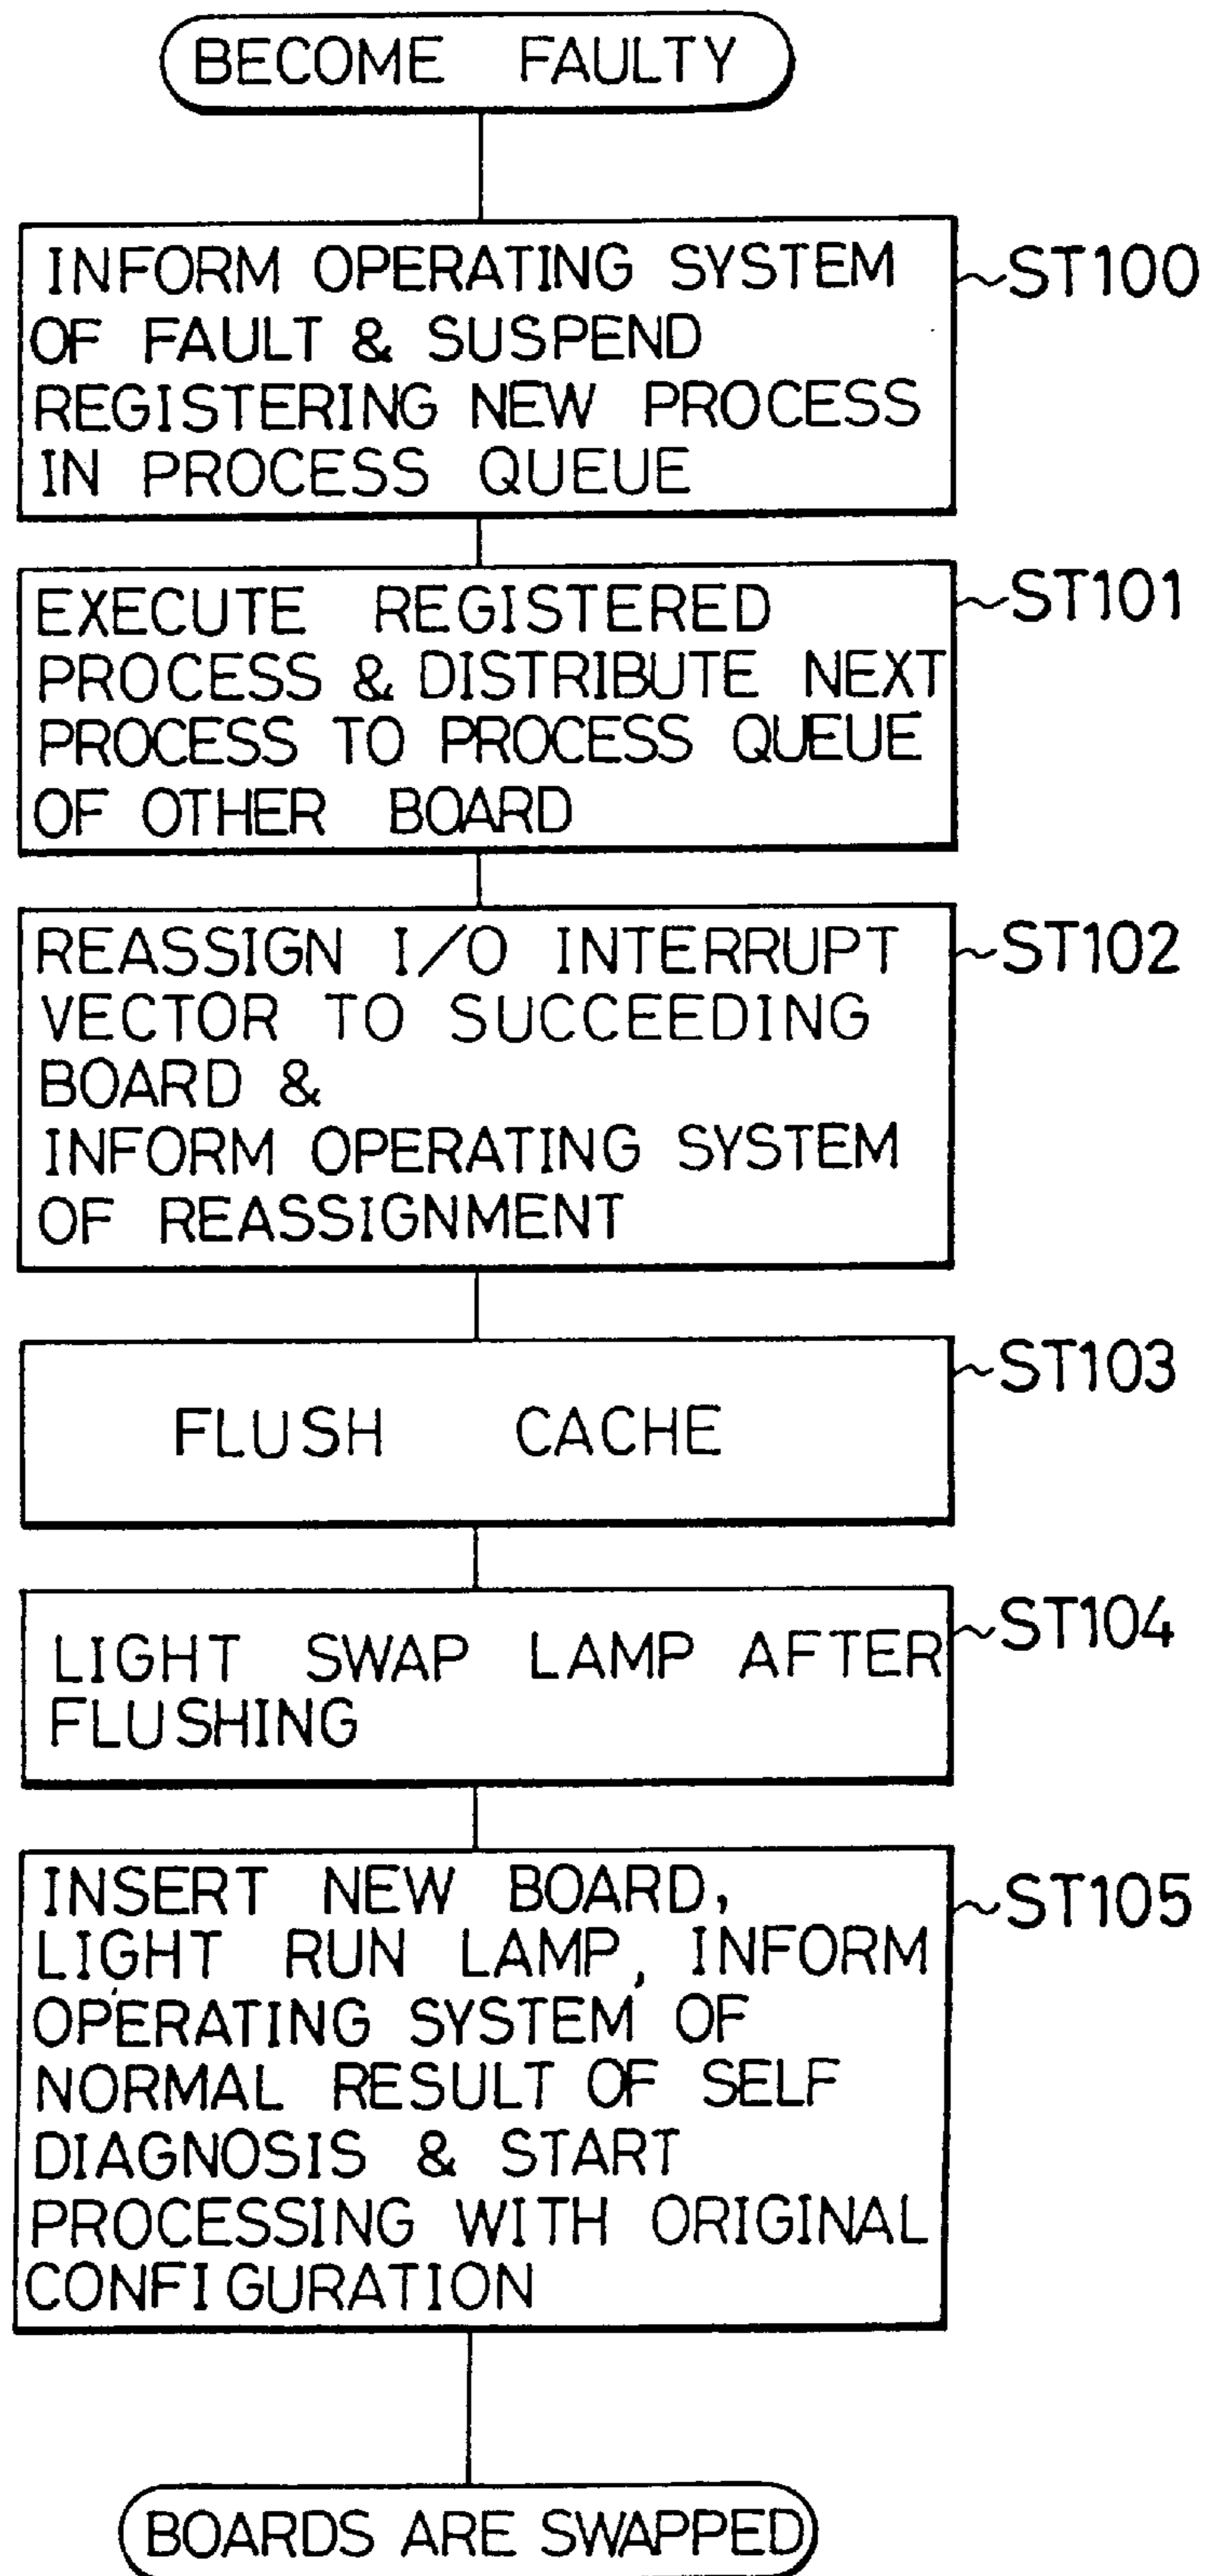 BECOME FAULTY
INFORM OPERATING SYSTEM
OF FAULT & SUSPEND
REGISTERING NEW PROCESS
IN PROCESS QUEUE
ST100
EXECUTE REGISTERED
PROCESS & DISTRIBUTE NEXT
PROCESS TO PROCESS QUEUE
OF OTHER BOARD
ST101
REASSIGN I/O INTERRUPT
VECTOR TO SUCCEEDING
BOARD &
INFORM OPERATING SYSTEM
OF REASSIGNMENT
ST102
FLUSH CACHE
ST103
LIGHT SWAP LAMP AFTER
FLUSHING
ST104
INSERT NEW BOARD,
LIGHT RUN LAMP, INFORM
OPERATING SYSTEM OF
NORMAL RESULT OF SELF
DIAGNOSIS & START
PROCESSING WITH ORIGINAL
CONFIGURATION
ST105
BOARDS ARE SWAPPED